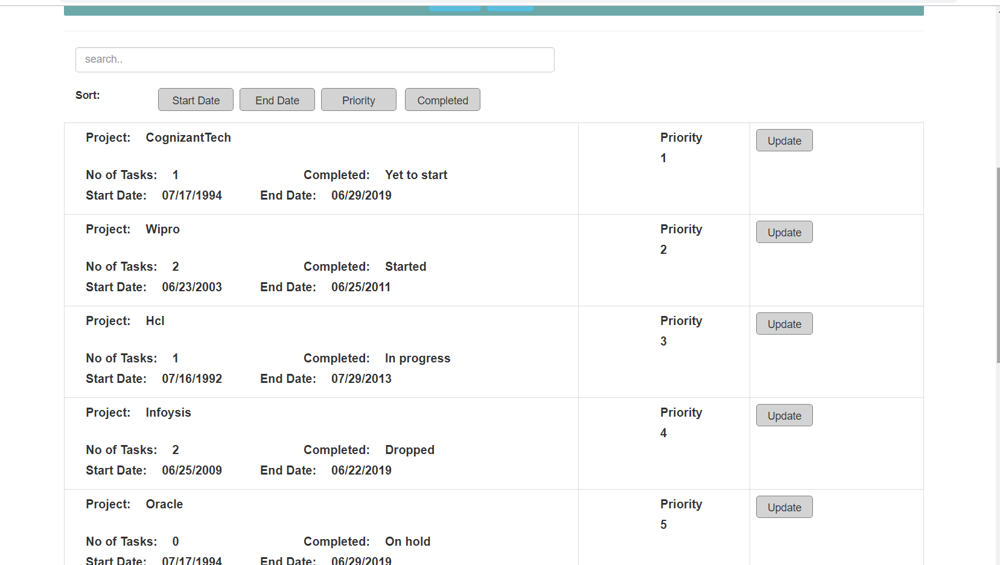 search..
Sort: Start Date End Date Priority Completed
Project: CognizantTech Priority Update
1
No of Tasks: 1 Completed: Yet to start
Start Date: 07/17/1994 End Date: 06/29/2019
Project: Wipro Priority Update
2
No of Tasks: 2 Completed: Started
Start Date: 06/23/2003 End Date: 06/25/2011
Project: Hcl Priority Update
3
No of Tasks: 1 Completed: In progress
Start Date: 07/16/1992 End Date: 07/29/2013
Project: Infoysis Priority Update
4
No of Tasks: 2 Completed: Dropped
Start Date: 06/25/2009 End Date: 06/22/2019
Project: Oracle Priority Update
5
No of Tasks: 0 Completed: On hold
Start Date: 07/17/1994 End Date: 06/29/2019